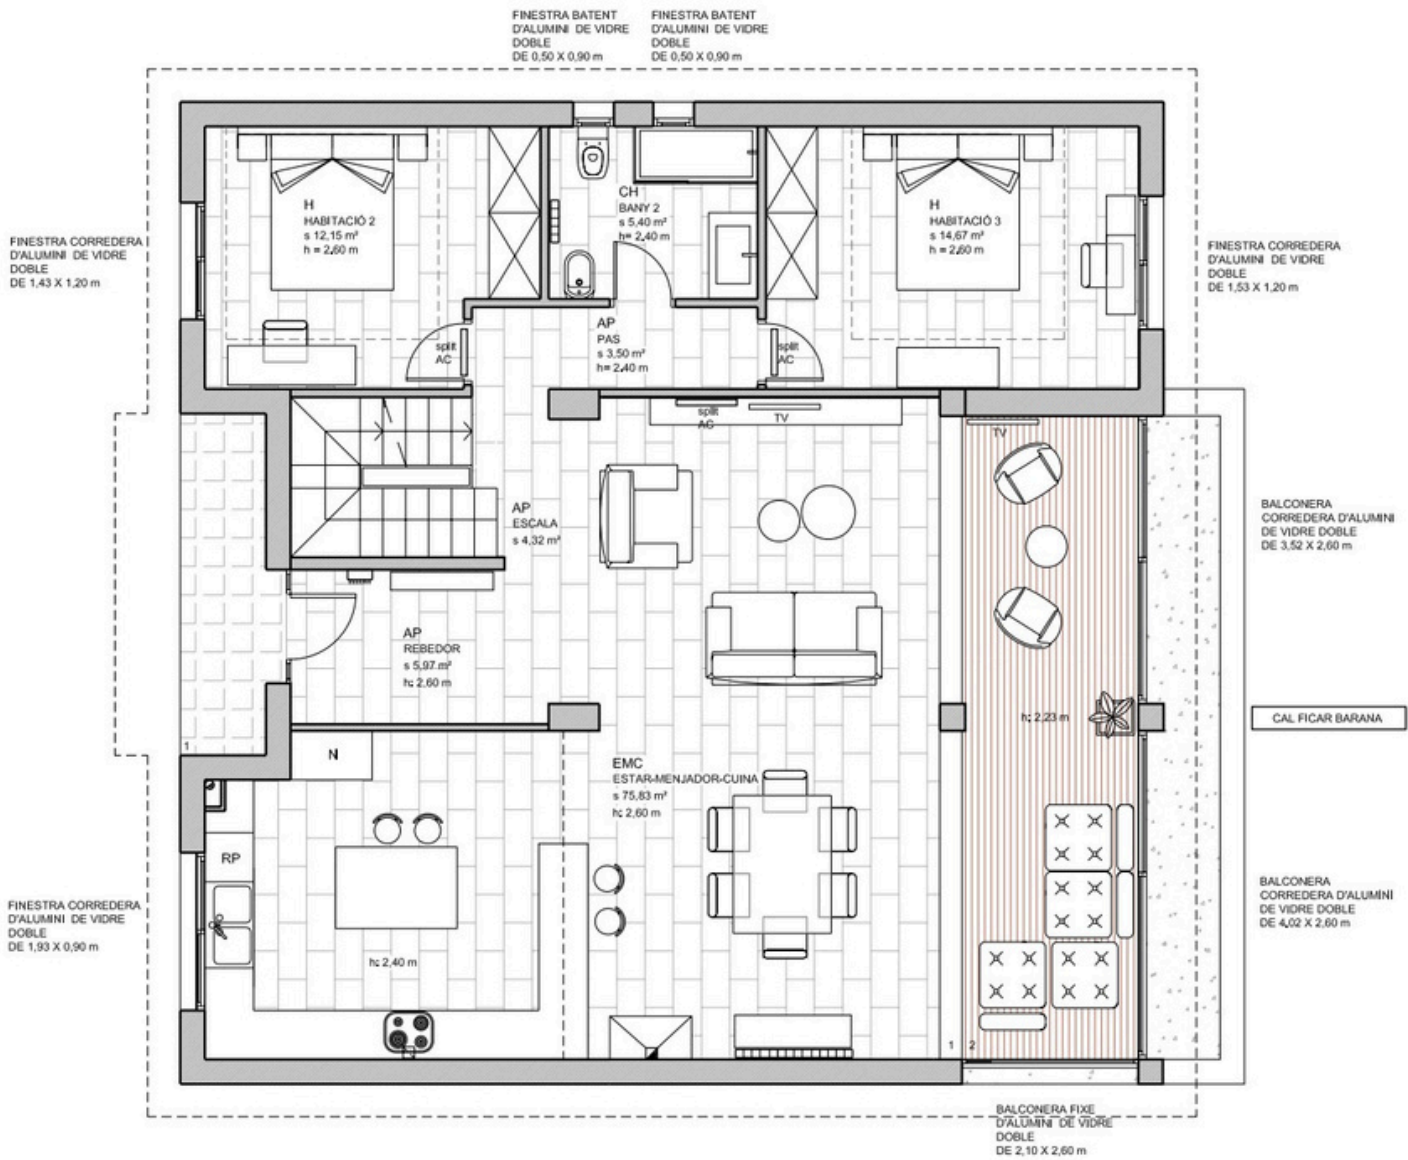 FINESTRA BATENT
D'ALUMINI DE VIDRE
DOBLE
DE 0,50 X 0,90 m
FINESTRA BATENT
D'ALUMINI DE VIDRE
DOBLE
DE 0,50 X 0,90 m
H
HABITACIÓ 2
s 12,15 m²
h = 2,60 m
CH
BANY 2
s 5,40 m²
h= 2,40 m
H
HABITACIÓ 3
s 14,67 m²
h = 2,60 m
FINESTRA CORREDERA
D'ALUMINI DE VIDRE
DOBLE
DE 1,43 X 1,20 m
FINESTRA CORREDERA
D'ALUMINI DE VIDRE
DOBLE
DE 1,53 X 1,20 m
split
AC
AP
PAS
s 3,50 m²
h= 2,40 m
split
AC
split
AC
TV
TV
AP
ESCALA
s 4,32 m²
BALCONERA
CORREDERA D'ALUMINI
DE VIDRE DOBLE
DE 3,52 X 2,60 m
AP
REBEDOR
s 5,97 m²
h: 2,60 m
h: 2,23 m
CAL FICAR BARANA
1
N
EMC
ESTAR-MENJADOR-CUINA
s 75,83 m²
h: 2,60 m
RP
FINESTRA CORREDERA
D'ALUMINI DE VIDRE
DOBLE
DE 1,93 X 0,90 m
BALCONERA
CORREDERA D'ALUMINI
DE VIDRE DOBLE
DE 4,02 X 2,60 m
h: 2,40 m
1 2
BALCONERA FIXE
D'ALUMINI DE VIDRE
DOBLE
DE 2,10 X 2,60 m